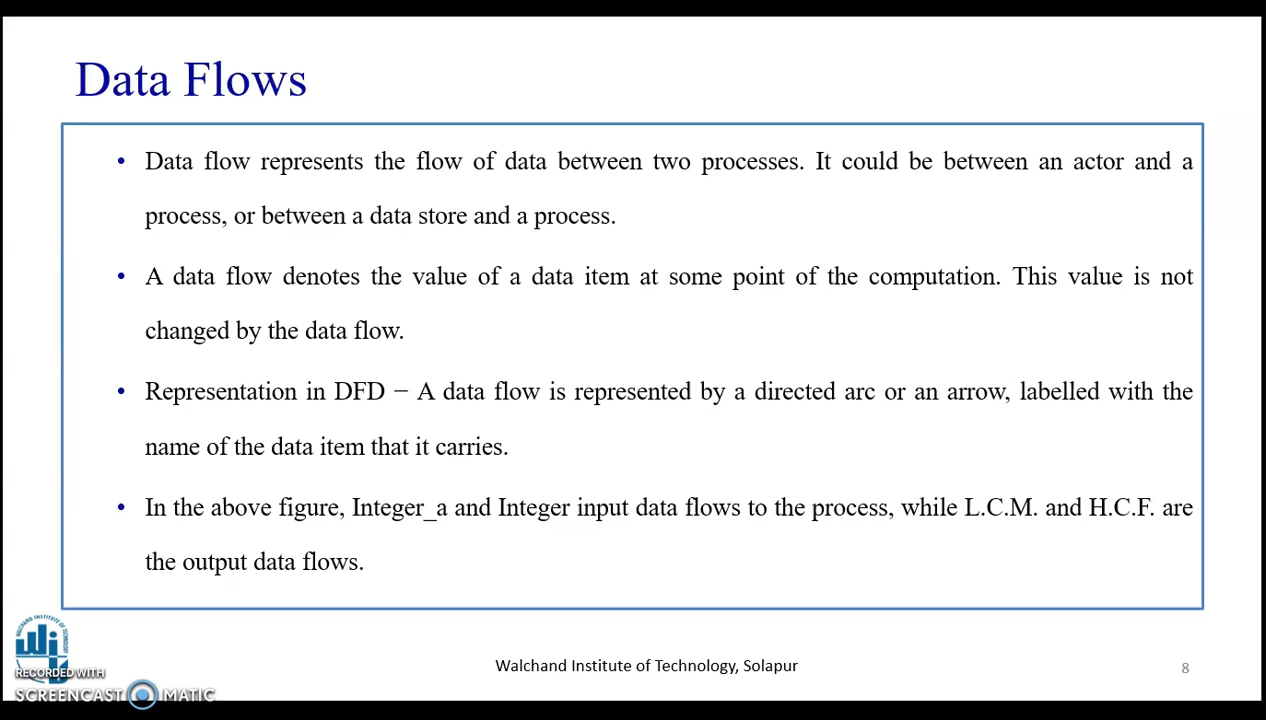 Data Flows
• Data flow represents the flow of data between two processes. It could be between an actor and a
process, or between a data store and a process.
• A data flow denotes the value of a data item at some point of the computation. This value is not
changed by the data flow.
• Representation in DFD − A data flow is represented by a directed arc or an arrow, labelled with the
name of the data item that it carries.
• In the above figure, Integer_a and Integer input data flows to the process, while L.C.M. and H.C.F. are
the output data flows.
WALCHAND INSTITUTE OF TECHNOLOGY
RECORDED WITH
SCREENCAST MATIC
Walchand Institute of Technology, Solapur
8